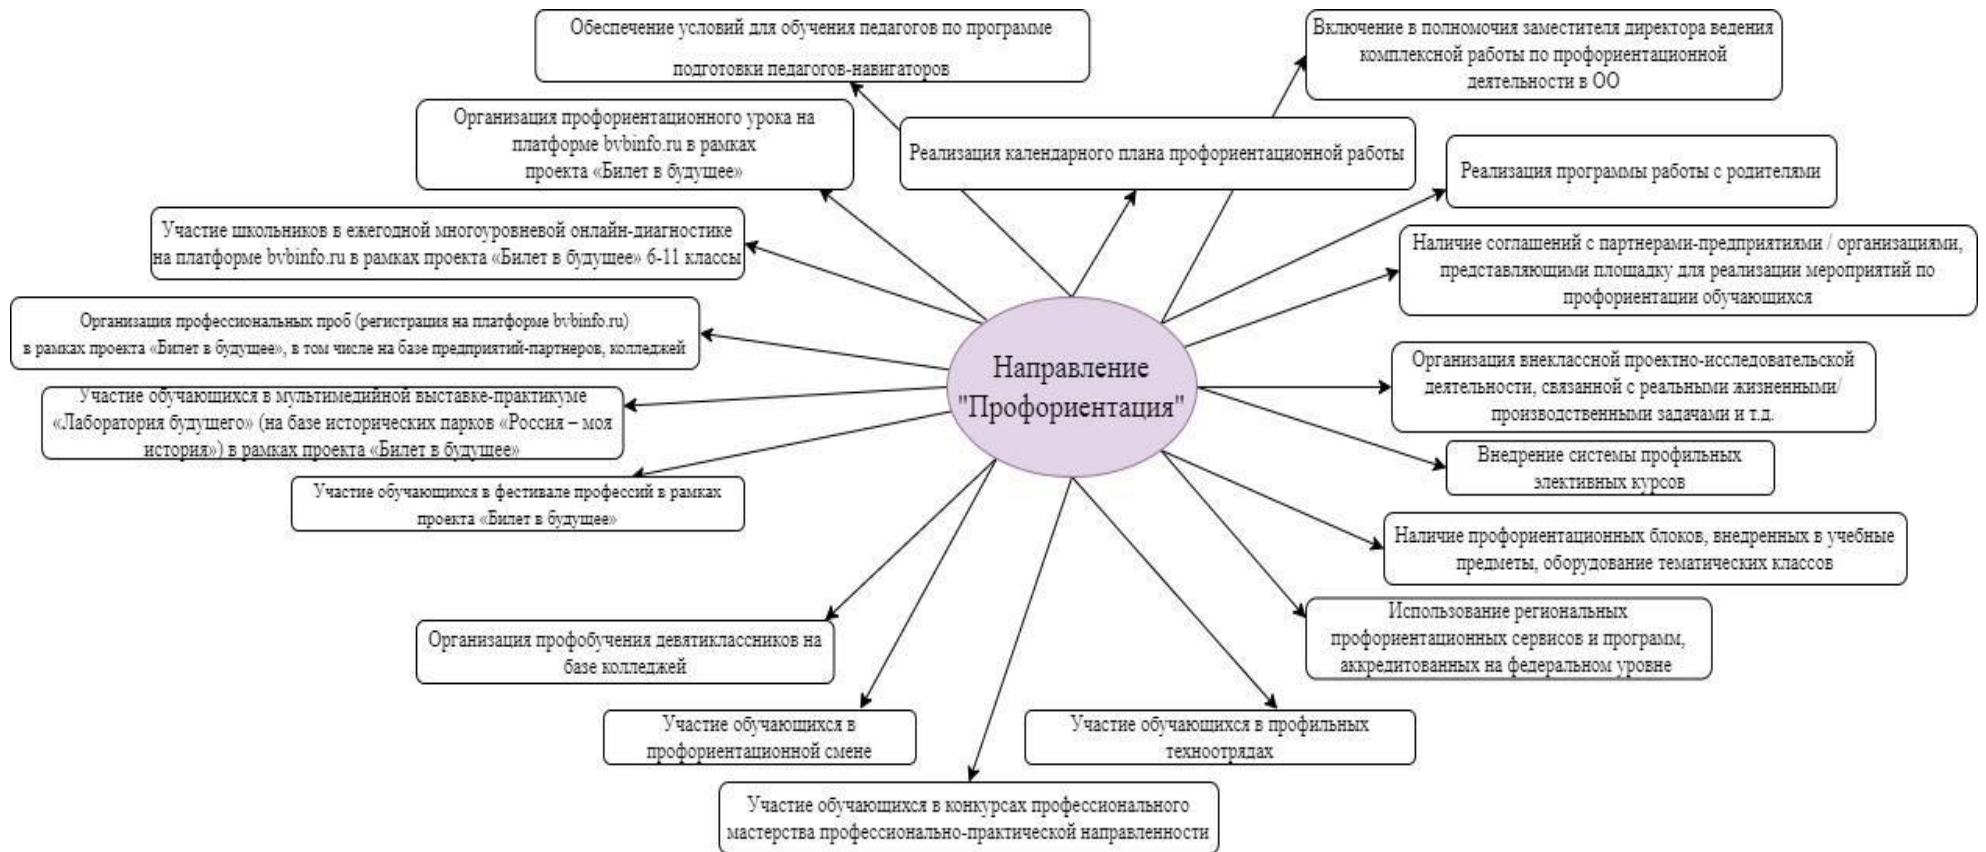 Обеспечение условий для обучения педагогов по программе
подготовки педагогов-навигаторов
Включение в полномочия заместителя директора ведения
комплексной работы по профориентационной
деятельности в ОО
Организация профориентационного урока на
платформе bvbinfo.ru в рамках
проекта «Билет в будущее»
Реализация календарного плана профориентационной работы
Реализация программы работы с родителями
Участие школьников в ежегодной многоуровневой онлайн-диагностике
на платформе bvbinfo.ru в рамках проекта «Билет в будущее» 6-11 классы
Наличие соглашений с партнерами-предприятиями / организациями,
представляющими площадку для реализации мероприятий по
профориентации обучающихся
Организация профессиональных проб (регистрация на платформе bvbinfo.ru)
в рамках проекта «Билет в будущее», в том числе на базе предприятий-партнеров, колледжей
Направление
"Профориентация"
Организация внеклассной проектно-исследовательской
деятельности, связанной с реальными жизненными/
производственными задачами и т.д.
Участие обучающихся в мультимедийной выставке-практикуме
«Лаборатория будущего» (на базе исторических парков «Россия – моя
история») в рамках проекта «Билет в будущее»
Внедрение системы профильных
элективных курсов
Участие обучающихся в фестивале профессий в рамках
проекта «Билет в будущее»
Наличие профориентационных блоков, внедренных в учебные
предметы, оборудование тематических классов
Использование региональных
профориентационных сервисов и программ,
аккредитованных на федеральном уровне
Организация профобучения девятиклассников на
базе колледжей
Участие обучающихся в
профориентационной смене
Участие обучающихся в профильных
техноотрядах
Участие обучающихся в конкурсах профессионального
мастерства профессионально-практической направленности